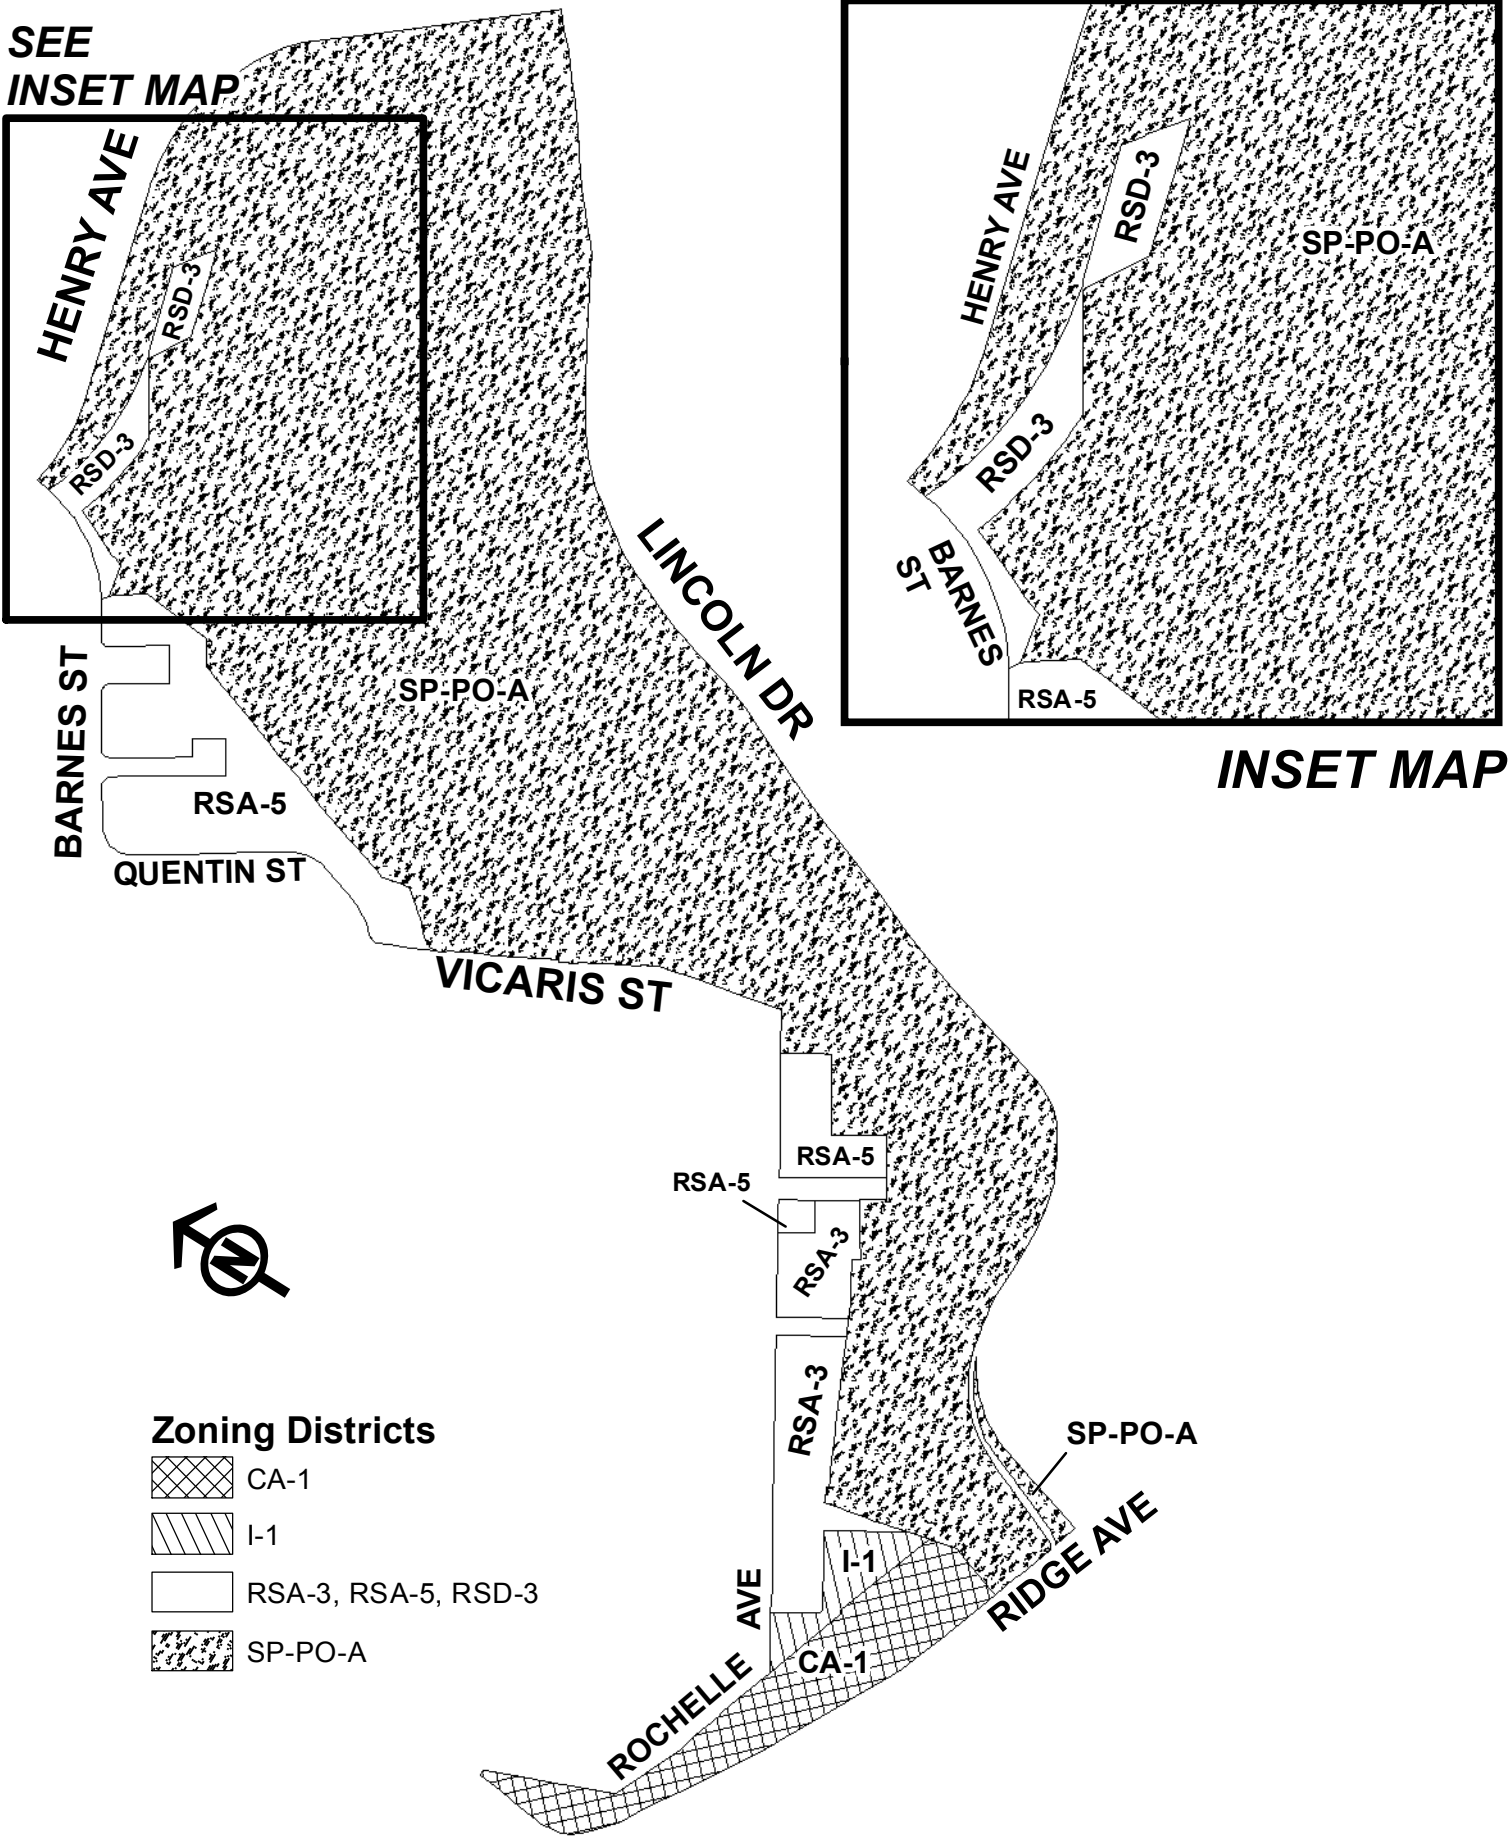 SEE
INSET MAP
HENRY AVE
RSD-3
RSD-3
HENRY AVE
RSD-3
SP-PO-A
RSD-3
BARNES
ST
RSA-5
INSET MAP
LINCOLN DR
SP-PO-A
BARNES ST
RSA-5
QUENTIN ST
VICARIS ST
RSA-5
RSA-5
RSA-3
N
RSA-3
SP-PO-A
RIDGE AVE
I-1
CA-1
ROCHELLE
AVE
Zoning Districts
CA-1
I-1
RSA-3, RSA-5, RSD-3
SP-PO-A